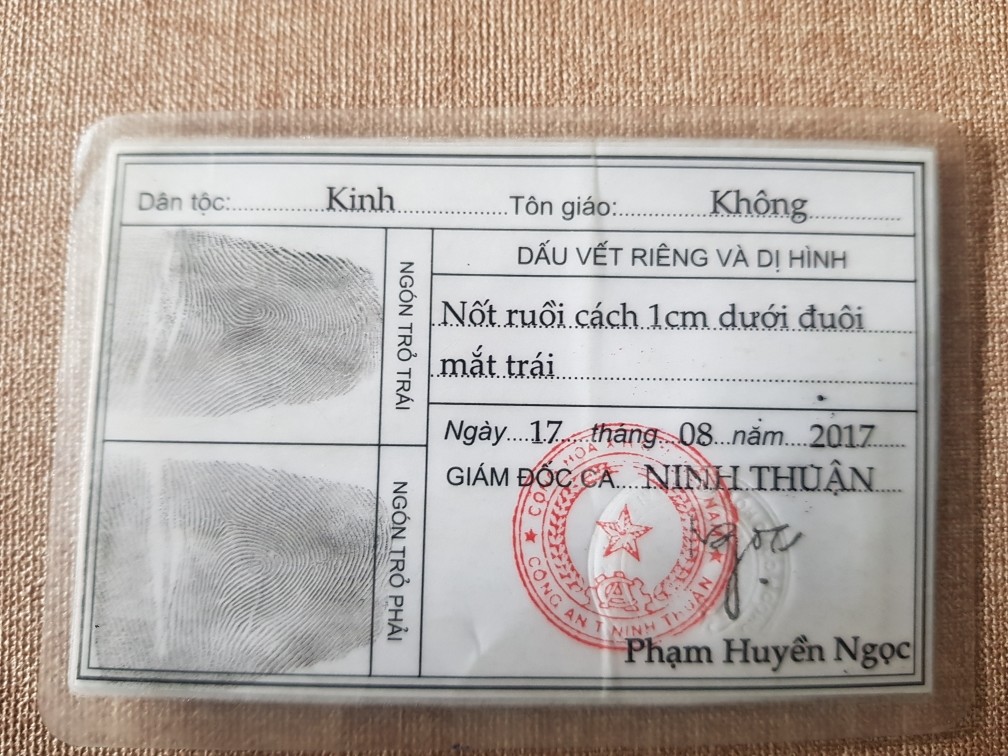 Dân tộc: Kinh Tôn giáo: Không
NGÓN TRỎ TRÁI
NGÓN TRỎ PHẢI
DẤU VẾT RIÊNG VÀ DỊ HÌNH
Nốt ruồi cách 1cm dưới đuôi
mắt trái
Ngày 17 tháng 08 năm 2017
GIÁM ĐỐC CA NINH THUẬN
CÔNG AN T NINH THUẬN
Phạm Huyền Ngọc